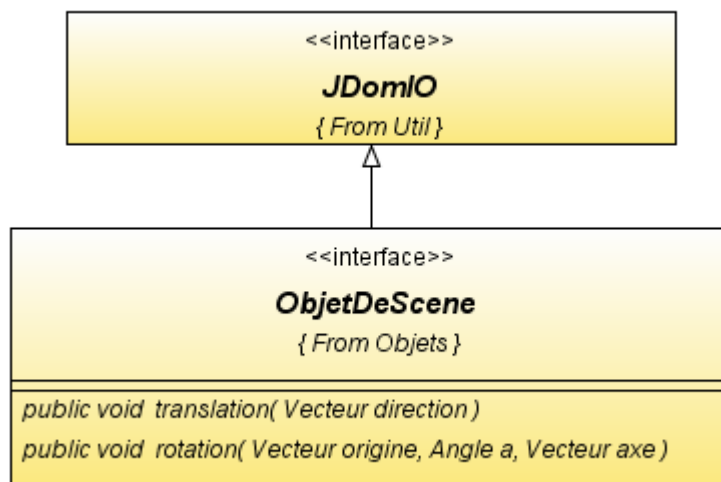 <<interface>>
JDomIO
{ From Util }
<<interface>>
ObjetDeScene
{ From Objets }
public void translation( Vecteur direction )
public void rotation( Vecteur origine, Angle a, Vecteur axe )